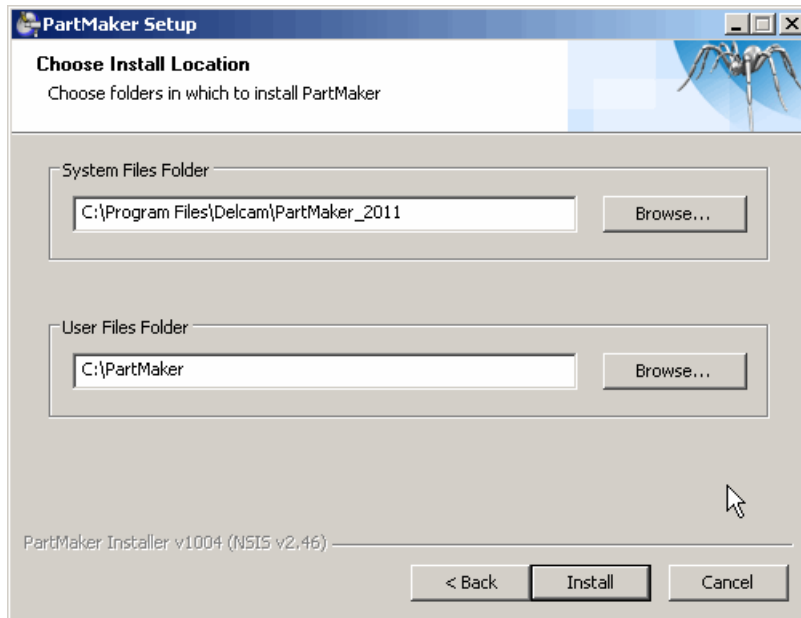 PartMaker Setup
Choose Install Location
Choose folders in which to install PartMaker
System Files Folder
C:\Program Files\Delcam\PartMaker_2011
Browse...
User Files Folder
C:\PartMaker
Browse...
PartMaker Installer v1004 (NSIS v2.46)
< Back Install Cancel